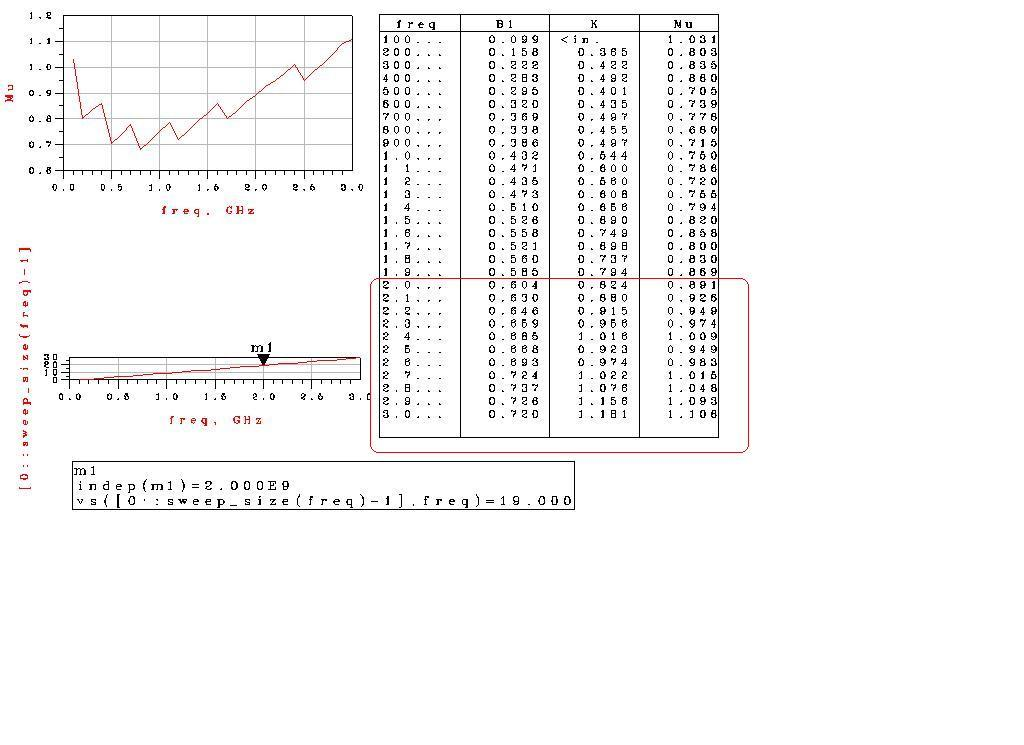 1.2
1.1
1.0
0.9
0.8
0.7
0.6
Mu
0.0 0.5 1.0 1.5 2.0 2.5 3.0
freq, GHz
freq B1 K Mu
100... 0.099 <in. 1.031
200... 0.158 0.365 0.803
300... 0.222 0.422 0.835
400... 0.283 0.492 0.860
500... 0.295 0.401 0.705
600... 0.320 0.435 0.739
700... 0.369 0.497 0.778
800... 0.338 0.455 0.680
900... 0.386 0.497 0.715
1.0... 0.432 0.544 0.750
1 1... 0.471 0.600 0.786
1 2... 0.435 0.560 0.720
1 3... 0.473 0.608 0.755
1 4... 0.510 0.656 0.794
1.5... 0.526 0.690 0.820
1.6... 0.558 0.749 0.858
1.7... 0.521 0.698 0.800
1.8... 0.560 0.737 0.830
1.9... 0.585 0.794 0.869
2.0... 0.604 0.824 0.891
2.1... 0.630 0.880 0.926
2.2... 0.646 0.915 0.949
2.3... 0.659 0.956 0.974
2 4... 0.685 1.016 1.009
2 5... 0.668 0.923 0.949
2 6... 0.693 0.974 0.983
2 7... 0.724 1.022 1.015
2.8... 0.737 1.076 1.048
2.9... 0.726 1.156 1.093
3.0... 0.720 1.181 1.106
[0::sweep_size(freq)-1]
m1
30
20
10
0
0.0 0.5 1.0 1.5 2.0 2.5 3.0
freq, GHz
m1
indep(m1)=2.000E9
vs([0::sweep_size(freq)-1],freq)=19.000